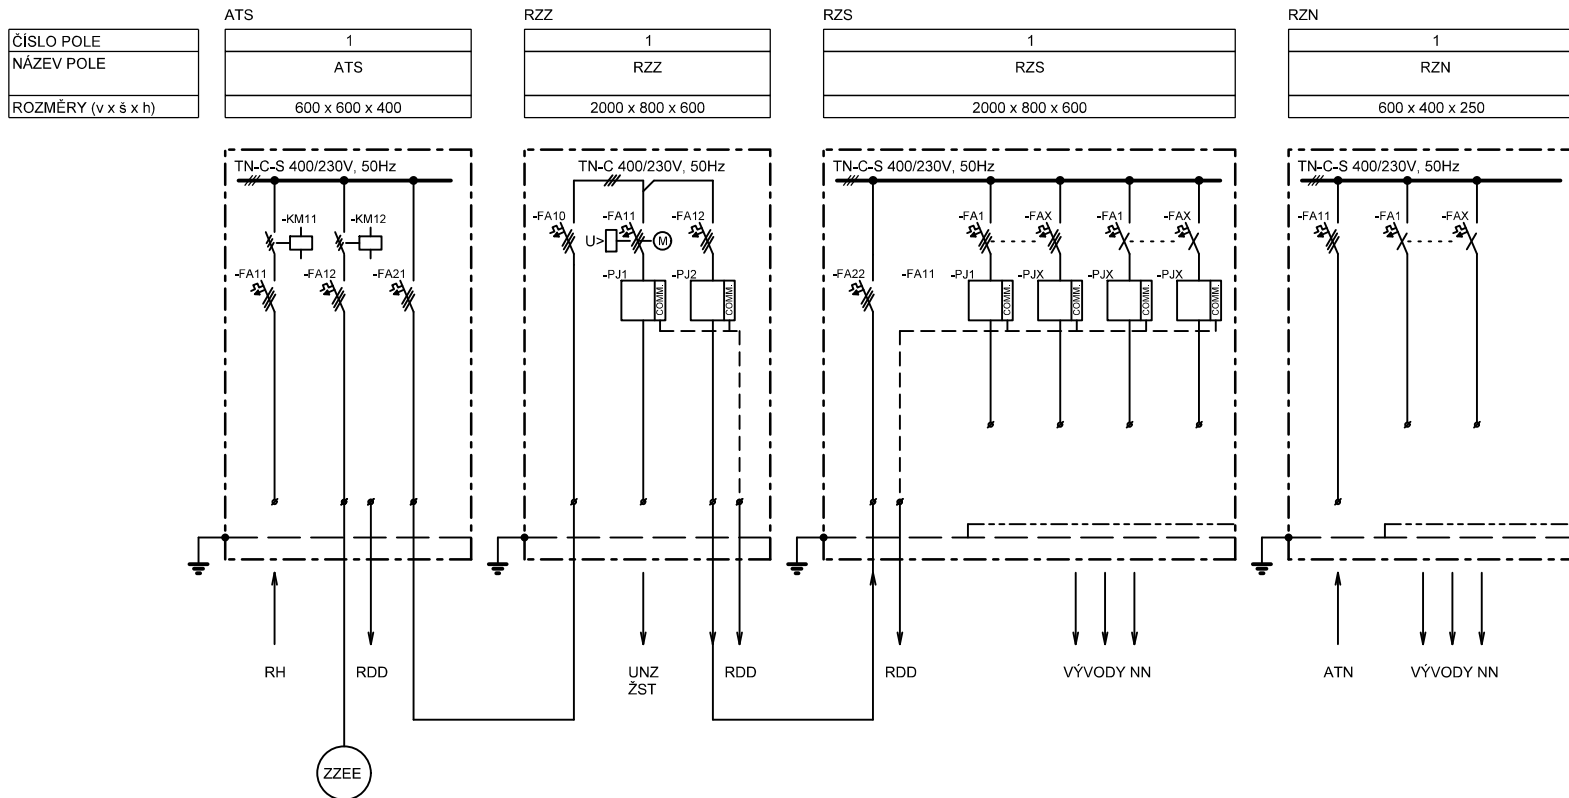 ATS
RZZ
RZS
RZN
ČÍSLO POLE
1
1
1
1
NÁZEV POLE
ATS
RZZ
RZS
RZN
ROZMĚRY (v x š x h)
600 x 600 x 400
2000 x 800 x 600
2000 x 800 x 600
600 x 400 x 250
TN-C-S 400/230V, 50Hz
TN-C 400/230V, 50Hz
TN-C-S 400/230V, 50Hz
TN-C-S 400/230V, 50Hz
-KM11
-KM12
-FA10
-FA11
-FA12
-FA1
-FAX
-FA1
-FAX
-FA11
-FA1
-FAX
U>
M
-FA11
-FA12
-FA21
-PJ1
-PJ2
-FA22
-FA11
-PJ1
-PJX
-PJX
-PJX
COMM.
COMM.
COMM.
COMM.
COMM.
COMM.
RH
RDD
UNZ
ŽST
RDD
RDD
VÝVODY NN
ATN
VÝVODY NN
ZZEE